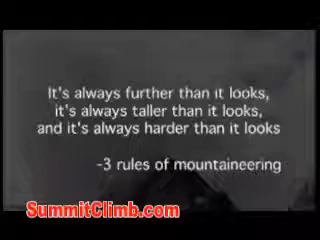 It's always further than it looks,
it's always taller than it looks,
and it's always harder than it looks
-3 rules of mountaineering
SummitClimb.com